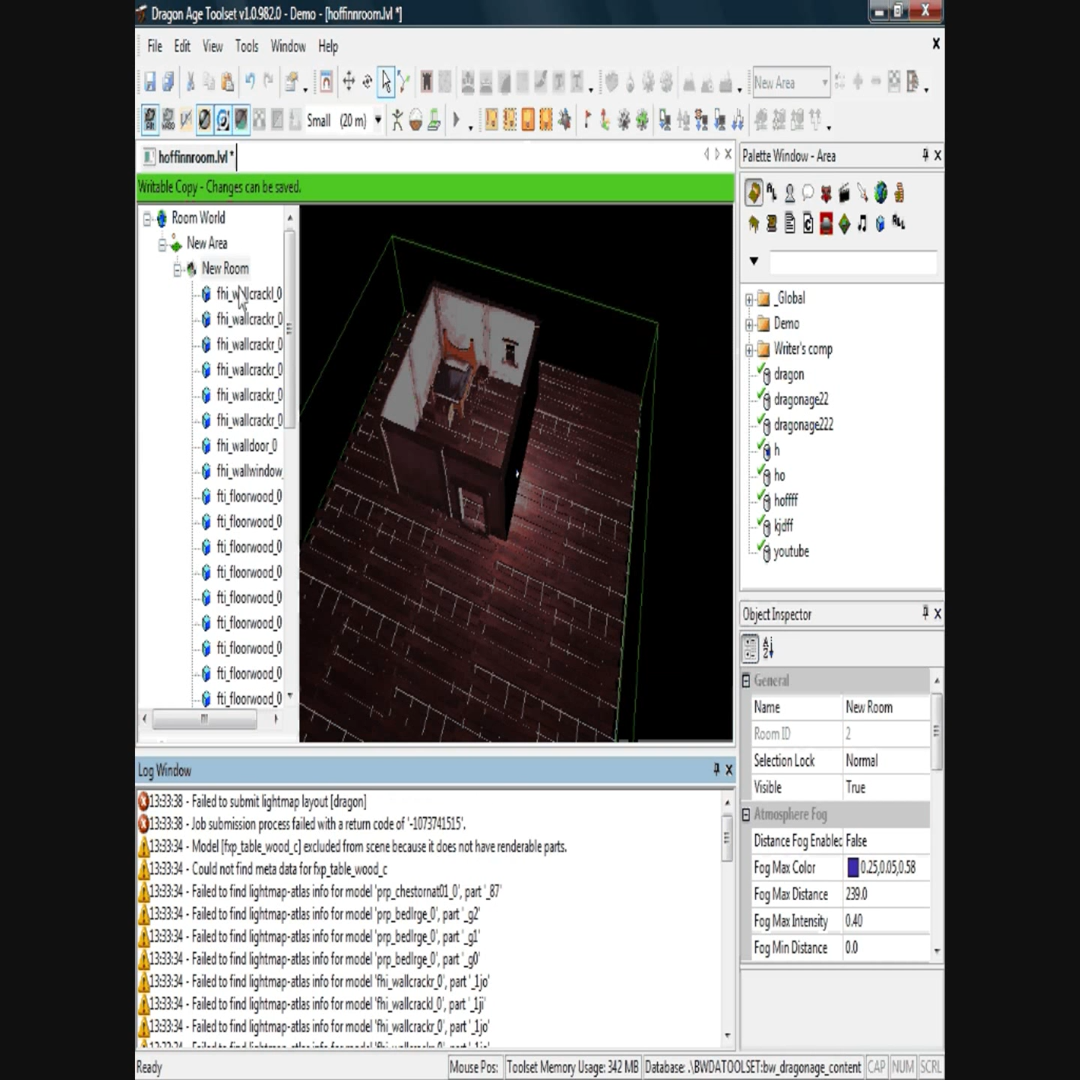 Dragon Age Toolset v1.0.982.0 - Demo - [hoffinnroom.lvl *]
File Edit View Tools Window Help
New Area
Small (20 m)
hoffinnroom.lvl *
Palette Window - Area
Writable Copy - Changes can be saved.
Room World
New Area
New Room
fhi_wallcrackl_0
fhi_wallcrackr_0
fhi_wallcrackr_0
fhi_wallcrackr_0
fhi_wallcrackr_0
fhi_wallcrackr_0
fhi_walldoor_0
fhi_wallwindow_
fti_floorwood_0
fti_floorwood_0
fti_floorwood_0
fti_floorwood_0
fti_floorwood_0
fti_floorwood_0
fti_floorwood_0
fti_floorwood_0
fti_floorwood_0
_Global
Demo
Writer's comp
dragon
dragonage22
dragonage222
h
ho
hoffff
kjdff
youtube
Object Inspector
General
Name New Room
Room ID 2
Selection Lock Normal
Visible True
Atmosphere Fog
Distance Fog Enablec False
Fog Max Color 0.25,0.05,0.58
Fog Max Distance 239.0
Fog Max Intensity 0.40
Fog Min Distance 0.0
Log Window
13:33:38 - Failed to submit lightmap layout [dragon]
13:33:38 - Job submission process failed with a return code of '-1073741515'.
13:33:34 - Model [fxp_table_wood_c] excluded from scene because it does not have renderable parts.
13:33:34 - Could not find meta data for fxp_table_wood_c
13:33:34 - Failed to find lightmap-atlas info for model 'prp_chestornat01_0', part '_87'
13:33:34 - Failed to find lightmap-atlas info for model 'prp_bedlrge_0', part '_g2'
13:33:34 - Failed to find lightmap-atlas info for model 'prp_bedlrge_0', part '_g1'
13:33:34 - Failed to find lightmap-atlas info for model 'prp_bedlrge_0', part '_g0'
13:33:34 - Failed to find lightmap-atlas info for model 'fhi_wallcrackr_0', part '_1jo'
13:33:34 - Failed to find lightmap-atlas info for model 'fhi_wallcrackl_0', part '_1ji'
13:33:34 - Failed to find lightmap-atlas info for model 'fhi_wallcrackr_0', part '_1jo'
Ready Mouse Pos: Toolset Memory Usage: 342 MB Database: .\BWDATOOLSET:bw_dragonage_content CAP NUM SCRL